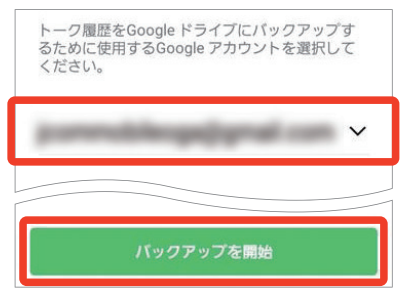 トーク履歴をGoogle ドライブにバックアップす
るために使用するGoogle アカウントを選択して
ください。
バックアップを開始